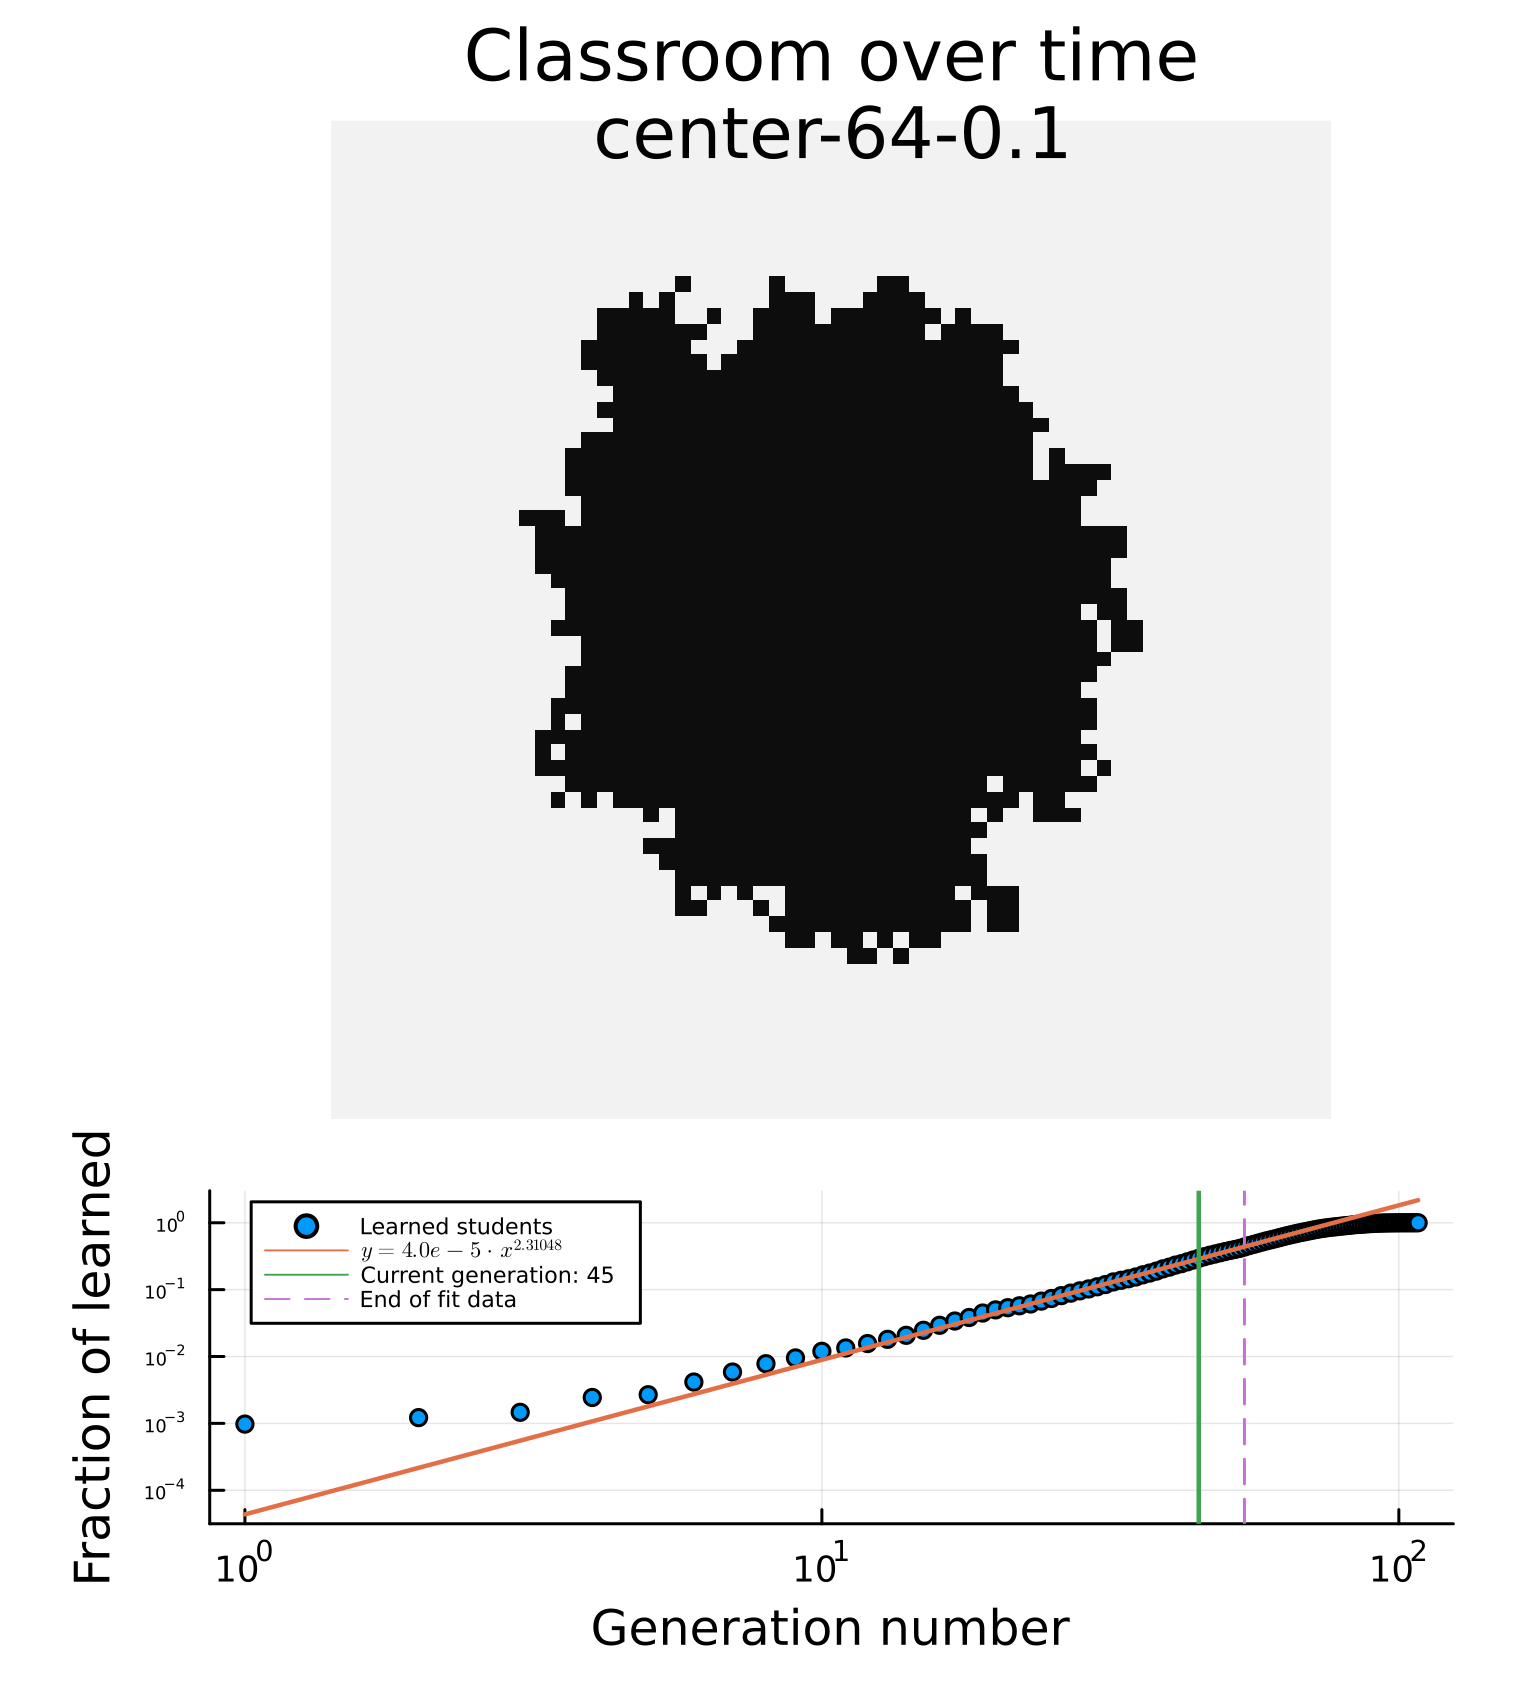 Classroom over time
center-64-0.1
Fraction of learned
10^0
10^-1
10^-2
10^-3
10^-4
Learned students
y = 4.0e − 5 · x^2.31048
Current generation: 45
End of fit data
10^0
10^1
10^2
Generation number